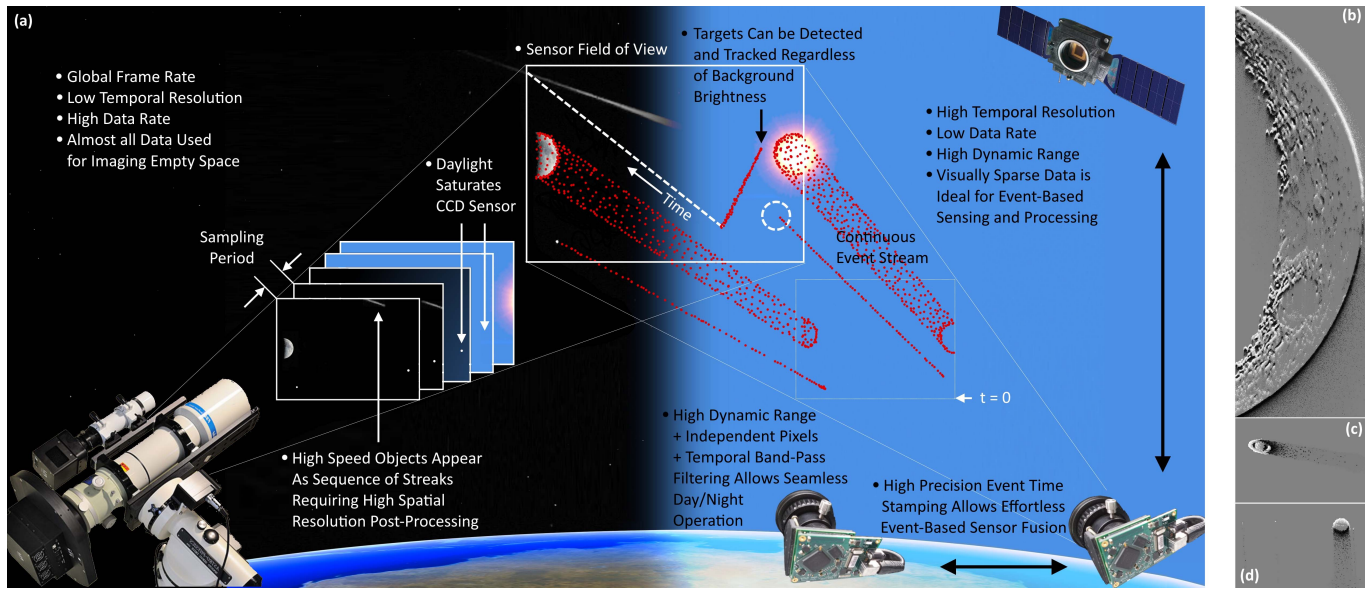 (a)
• Global Frame Rate
• Low Temporal Resolution
• High Data Rate
• Almost all Data Used
for Imaging Empty Space
• Sensor Field of View
• Targets Can be Detected
and Tracked Regardless
of Background
Brightness
• High Temporal Resolution
• Low Data Rate
• High Dynamic Range
• Visually Sparse Data is
Ideal for Event-Based
Sensing and Processing
• Daylight
Saturates
CCD Sensor
Time
Sampling
Period
Continuous
Event Stream
t = 0
• High Speed Objects Appear
As Sequence of Streaks
Requiring High Spatial
Resolution Post-Processing
• High Dynamic Range
+ Independent Pixels
+ Temporal Band-Pass
Filtering Allows Seamless
Day/Night
Operation
• High Precision Event Time
Stamping Allows Effortless
Event-Based Sensor Fusion
(b)
(c)
(d)